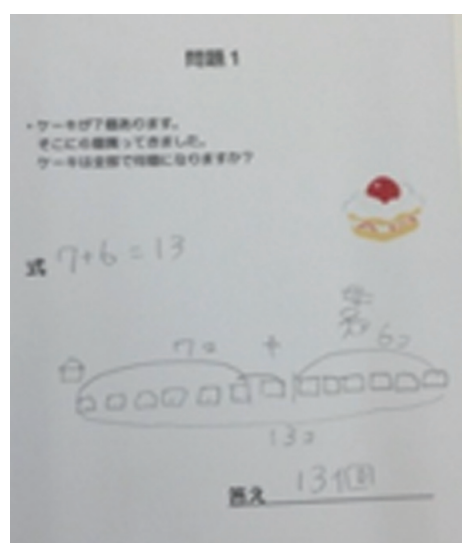 問題1
・ケーキが7個あります。
そこに6個買ってきました。
ケーキは全部で何個になりますか?
式 7+6=13
7こ + 6こ
13こ
答え 13個